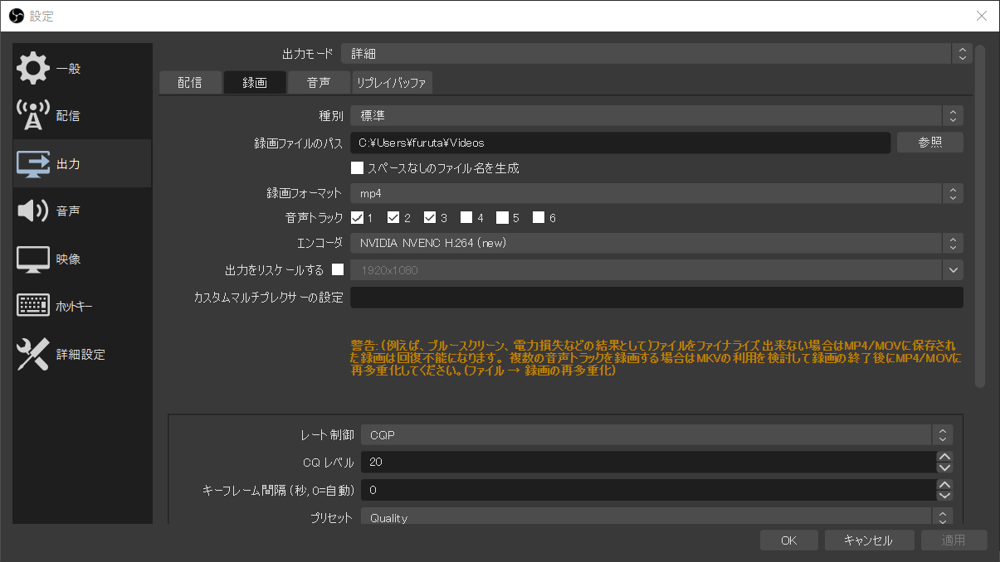 設定
一般
配信
出力
音声
映像
ホットキー
詳細設定
出力モード 詳細
配信 録画 音声 リプレイバッファ
種別 標準
録画ファイルのパス C:¥Users¥furuta¥Videos 参照
スペースなしのファイル名を生成
録画フォーマット mp4
音声トラック 1 2 3 4 5 6
エンコーダ NVIDIA NVENC H.264 (new)
出力をリスケールする 1920x1080
カスタムマルチプレクサーの設定
警告: (例えば、ブルースクリーン、電力損失などの結果として)ファイルをファイナライズ出来ない場合はMP4/MOVに保存され
た録画は回復不能になります。 複数の音声トラックを録画する場合はMKVの利用を検討して録画の終了後にMP4/MOVに
再多重化してください。(ファイル → 録画の再多重化)
レート制御 CQP
CQ レベル 20
キーフレーム間隔 (秒, 0=自動) 0
プリセット Quality
OK キャンセル 適用